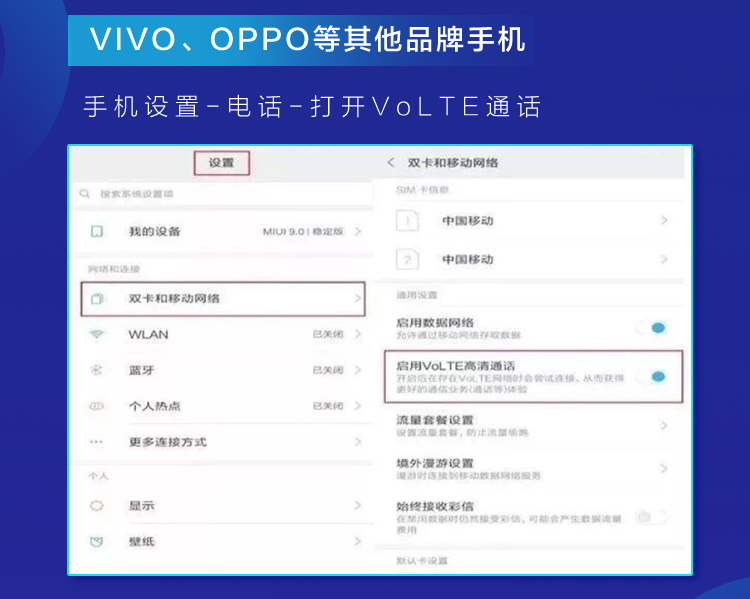 VIVO、OPPO等其他品牌手机
手机设置-电话-打开VoLTE通话
设置
搜索系统设置项
我的设备 MIUI 9.0 | 稳定版
网络和连接
双卡和移动网络
WLAN 已关闭
蓝牙 已关闭
个人热点 已关闭
更多连接方式
个人
显示
壁纸
双卡和移动网络
SIM 卡信息
1 中国移动
2 中国移动
通用设置
启用数据网络
允许通过移动网络存取数据
启用VoLTE高清通话
开启后在存在VoLTE网络时会尝试连接，从而获得
更好的通信业务(通话等)体验
流量套餐设置
设置流量套餐，防止流量偷跑
境外漫游设置
漫游时连接到移动数据网络服务
始终接收彩信
在禁用数据时仍然接受彩信，可能会产生数据流量
费用
默认卡设置